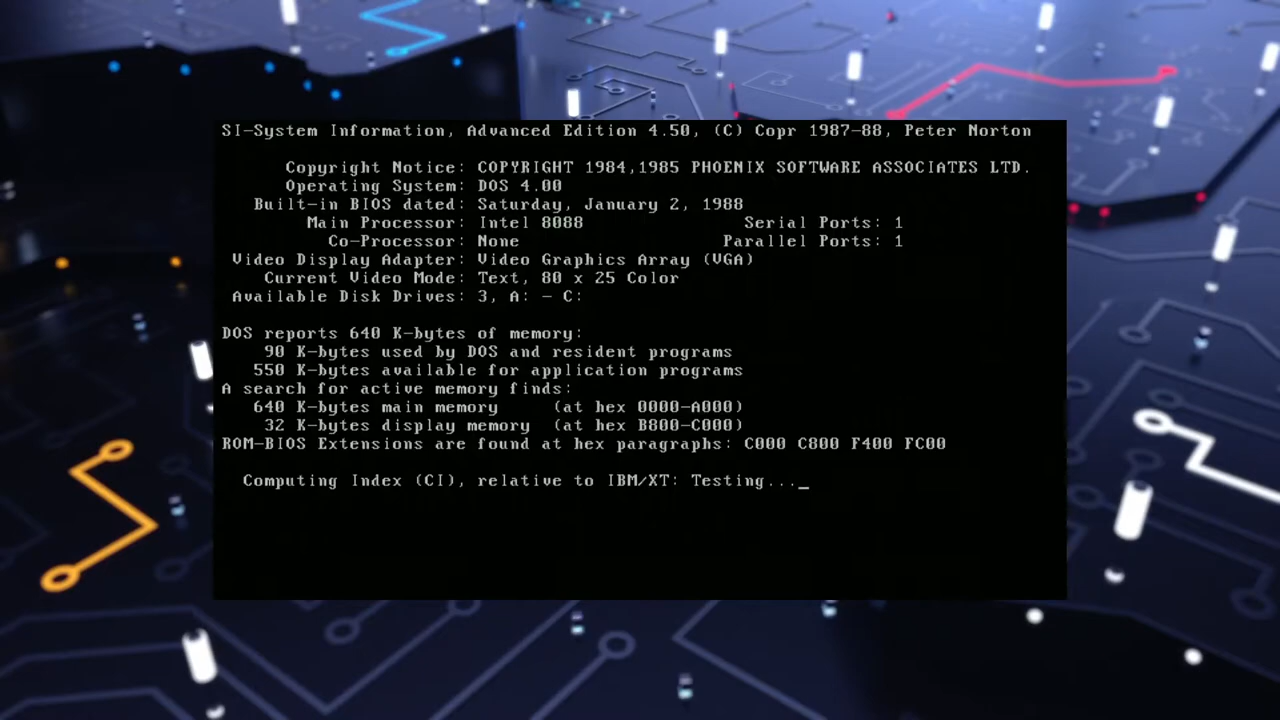 SI-System Information, Advanced Edition 4.50, (C) Copr 1987-88, Peter Norton
Copyright Notice: COPYRIGHT 1984,1985 PHOENIX SOFTWARE ASSOCIATES LTD.
Operating System: DOS 4.00
Built-in BIOS dated: Saturday, January 2, 1988
Main Processor: Intel 8088 Serial Ports: 1
Co-Processor: None Parallel Ports: 1
Video Display Adapter: Video Graphics Array (VGA)
Current Video Mode: Text, 80 x 25 Color
Available Disk Drives: 3, A: - C:
DOS reports 640 K-bytes of memory:
90 K-bytes used by DOS and resident programs
550 K-bytes available for application programs
A search for active memory finds:
640 K-bytes main memory (at hex 0000-A000)
32 K-bytes display memory (at hex B800-C000)
ROM-BIOS Extensions are found at hex paragraphs: C000 C800 F400 FC00
Computing Index (CI), relative to IBM/XT: Testing..._